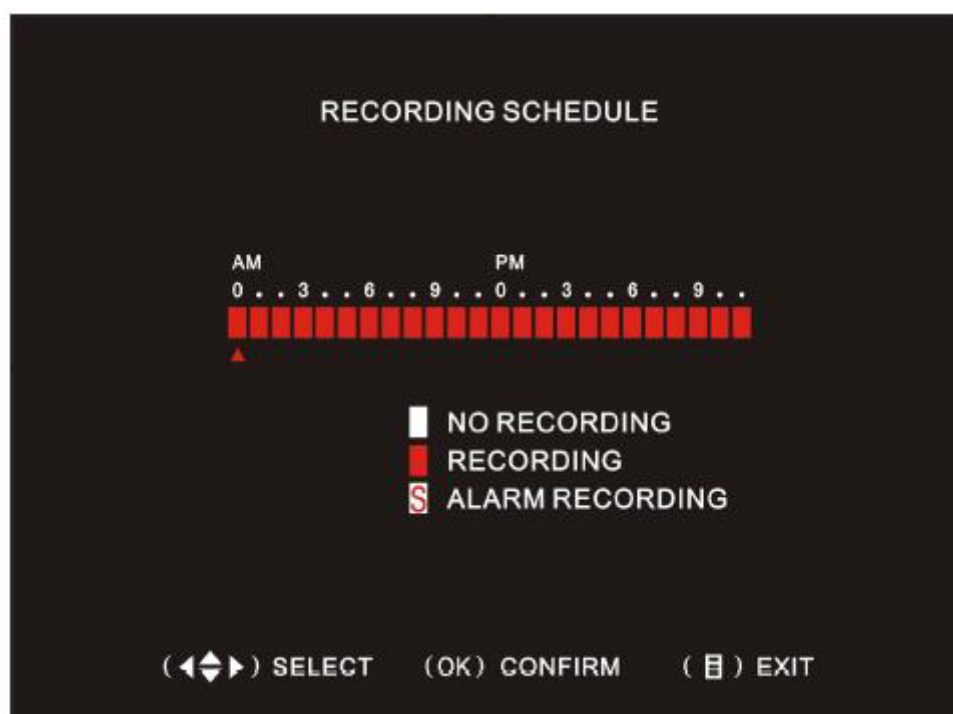 RECORDING SCHEDULE
AM PM
0 . . 3 . . 6 . . 9 . . 0 . . 3 . . 6 . . 9 . .
NO RECORDING
RECORDING
S ALARM RECORDING
(◀◆▶) SELECT (OK) CONFIRM ( ) EXIT